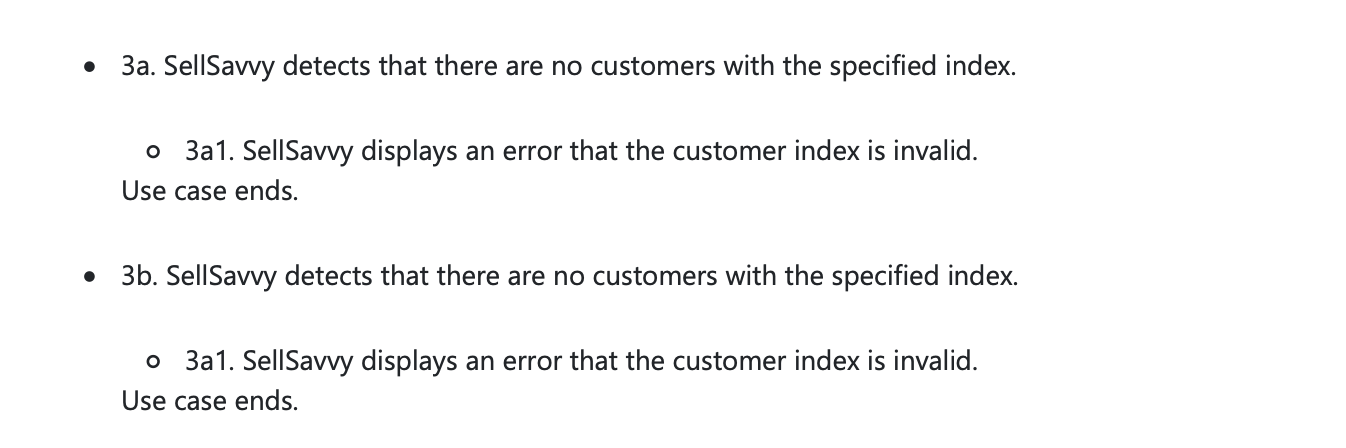 • 3a. SellSavvy detects that there are no customers with the specified index.
○ 3a1. SellSavvy displays an error that the customer index is invalid.
Use case ends.
• 3b. SellSavvy detects that there are no customers with the specified index.
○ 3a1. SellSavvy displays an error that the customer index is invalid.
Use case ends.